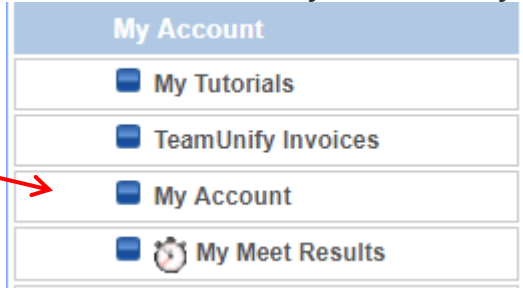 My Account
My Tutorials
TeamUnify Invoices
My Account
My Meet Results